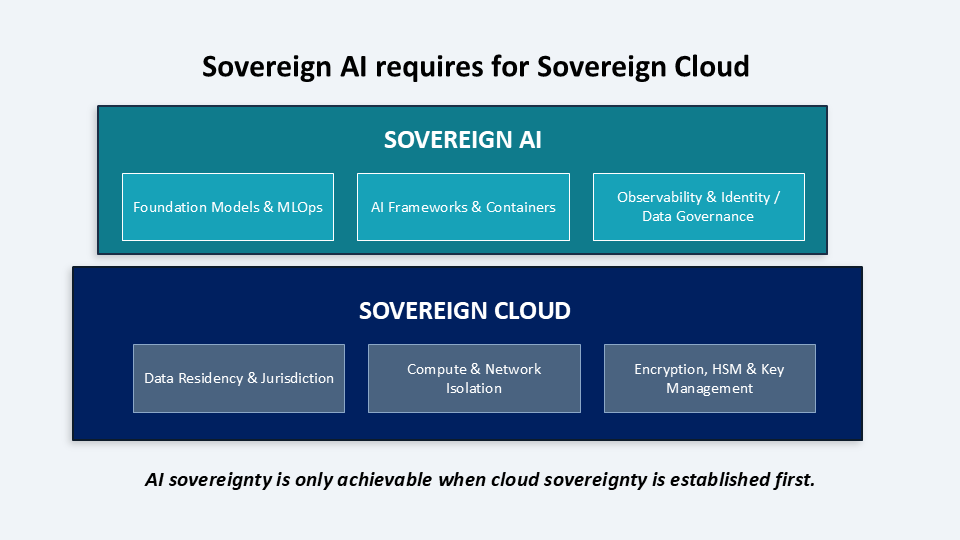 Sovereign AI requires for Sovereign Cloud
SOVEREIGN AI
Foundation Models & MLOps
AI Frameworks & Containers
Observability & Identity /
Data Governance
SOVEREIGN CLOUD
Data Residency & Jurisdiction
Compute & Network
Isolation
Encryption, HSM & Key
Management
AI sovereignty is only achievable when cloud sovereignty is established first.